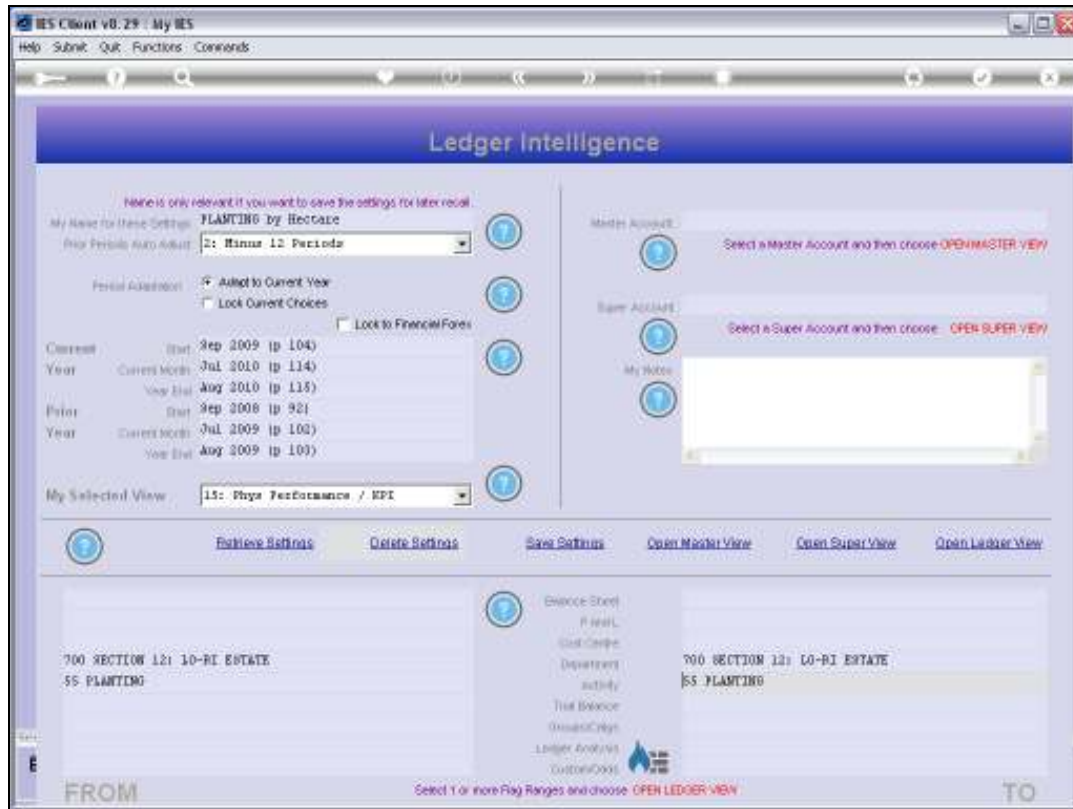 IES Client v8.29 : My IES
Help Submit Quit Functions Commands
Ledger Intelligence
Name is only relevant if you want to save the settings for later recall.
My Name for these Settings PLANTING by Hectare
Prior Periods Auto Adjust 2: Minus 12 Periods
Period Adaptation Adapt to Current Year
Lock Current Choices
Lock to Financial Forex
Current Start Sep 2009 (p 104)
Year Current Month Jul 2010 (p 114)
Year End Aug 2010 (p 115)
Prior Start Sep 2008 (p 92)
Year Current Month Jul 2009 (p 102)
Year End Aug 2009 (p 103)
My Selected View 15: Phys Performance / KPI
Master Account
Select a Master Account and then choose OPEN MASTER VIEW
Super Account
Select a Super Account and then choose OPEN SUPER VIEW
My Notes
Retrieve Settings Delete Settings Save Settings Open Master View Open Super View Open Ledger View
Balance Sheet
P and L
Cost Centre
700 SECTION 12: LO-RI ESTATE Department 700 SECTION 12: LO-RI ESTATE
55 PLANTING Activity 55 PLANTING
Trial Balance
Ledger Analysis
FROM Select 1 or more Flag Ranges and choose OPEN LEDGER VIEW TO